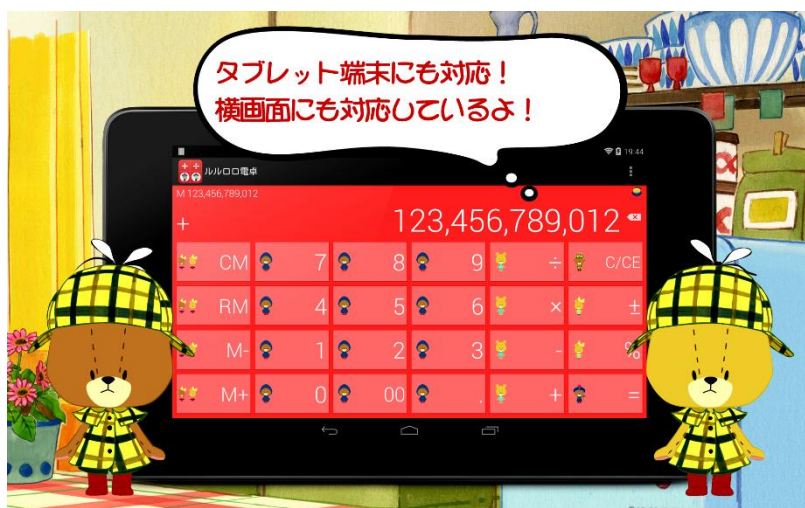 タブレット端末にも対応！
横画面にも対応しているよ！
19:44
ルルロロ電卓
M 123,456,789,012
+ 123,456,789,012
CM 7 8 9 ÷ C/CE
RM 4 5 6 × ±
M- 1 2 3 - %
M+ 0 00 . + =